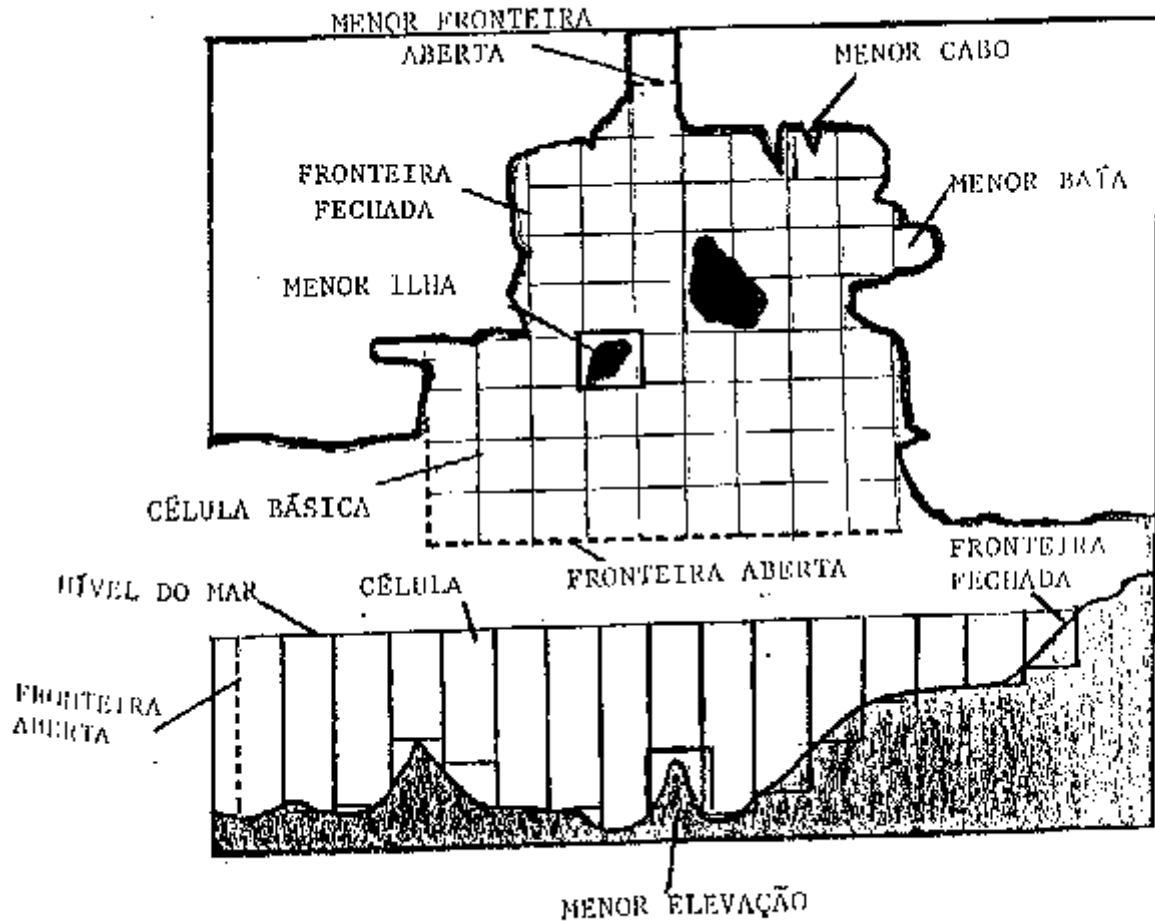 MENOR FRONTEIRA
ABERTA
MENOR CABO
FRONTEIRA
FECHADA
MENOR BAÍA
MENOR ILHA
CÉLULA BÁSICA
FRONTEIRA ABERTA
FRONTEIRA
FECHADA
NÍVEL DO MAR
CÉLULA
FRONTEIRA
ABERTA
MENOR ELEVAÇÃO